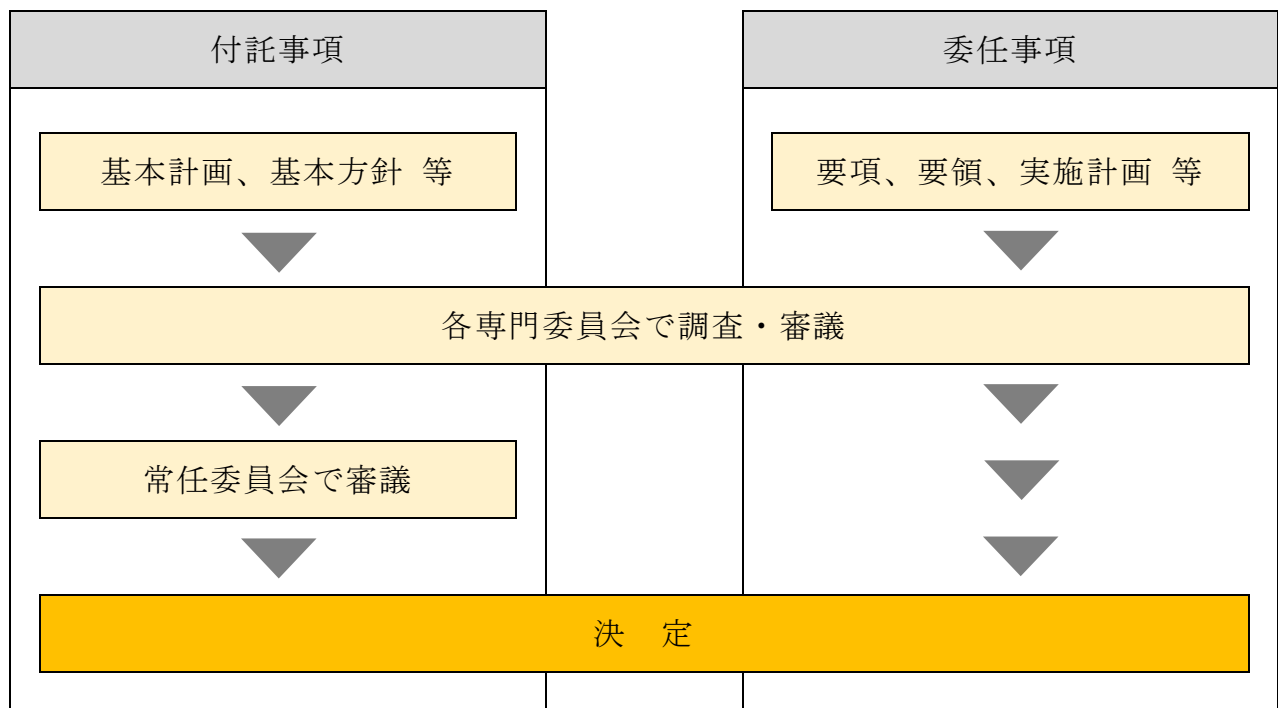 付託事項
委任事項
基本計画、基本方針 等
要項、要領、実施計画 等
各専門委員会で調査・審議
常任委員会で審議
決　定